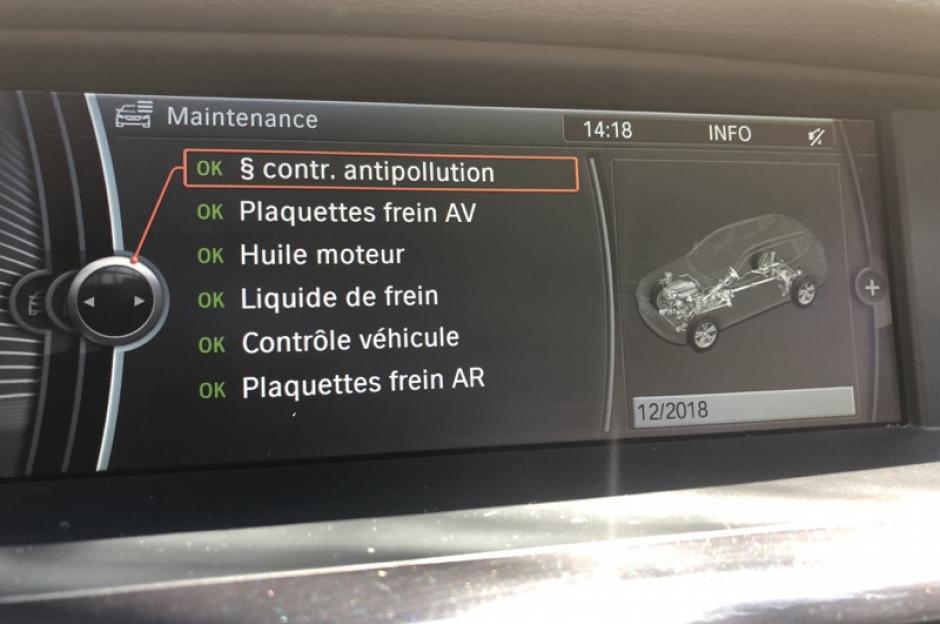 Maintenance
14:18 INFO
OK § contr. antipollution
OK Plaquettes frein AV
OK Huile moteur
OK Liquide de frein
OK Contrôle véhicule
OK Plaquettes frein AR
12/2018